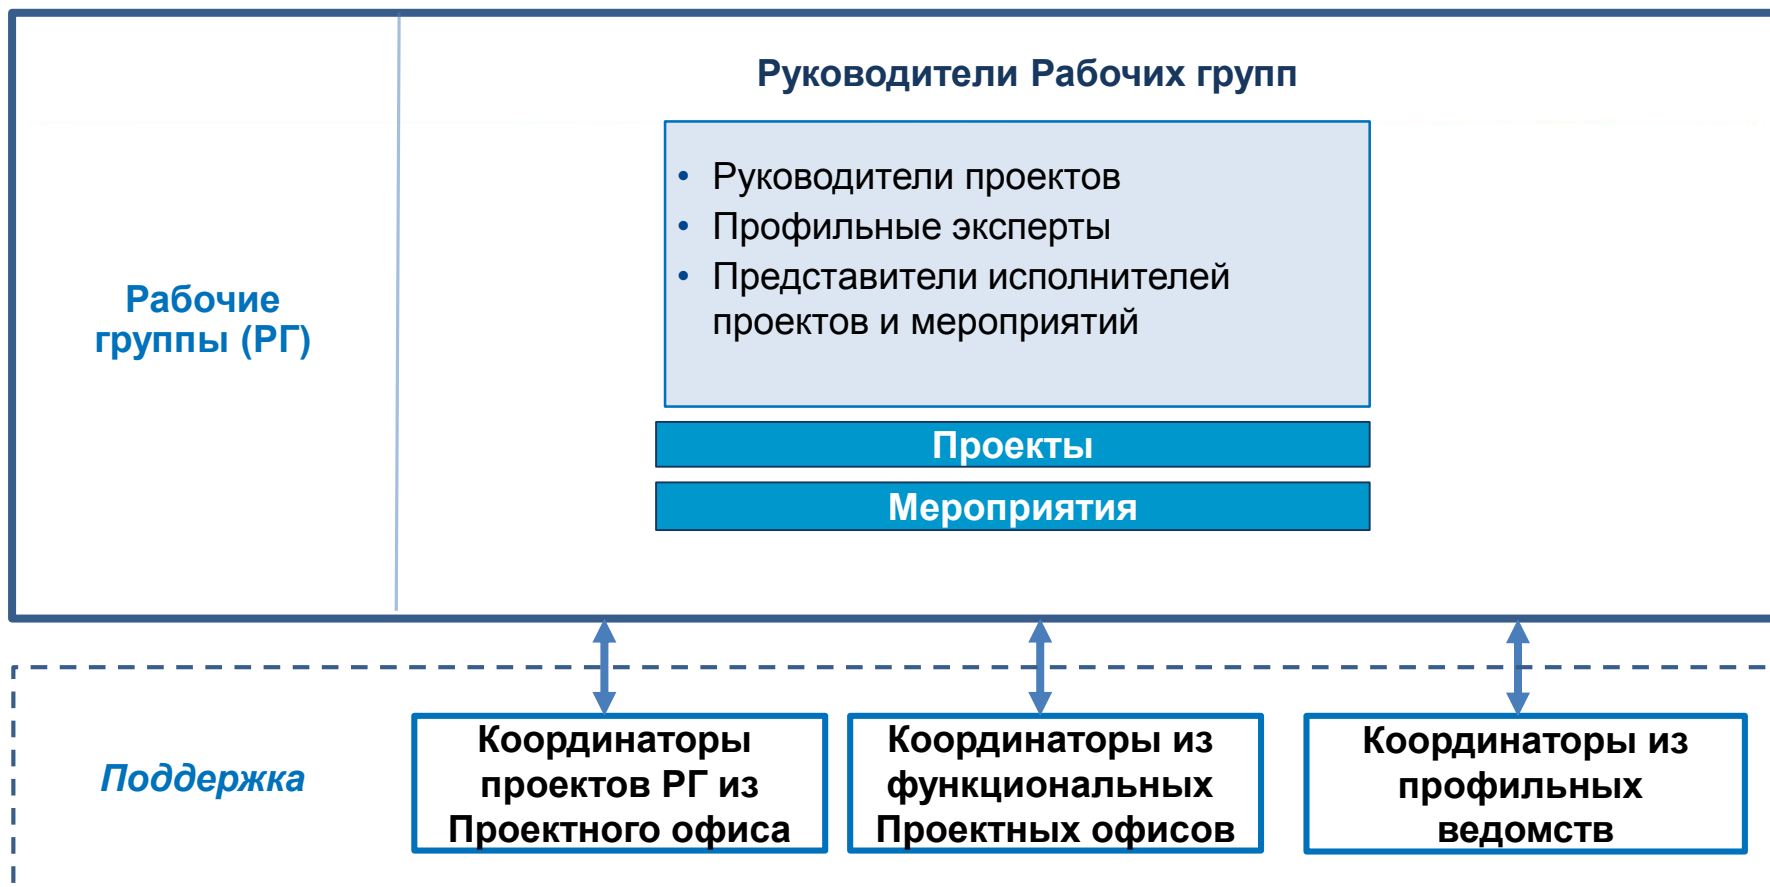 Руководители Рабочих групп
• Руководители проектов
• Профильные эксперты
• Представители исполнителей
проектов и мероприятий
Рабочие
группы (РГ)
Проекты
Мероприятия
Поддержка
Координаторы
проектов РГ из
Проектного офиса
Координаторы из
функциональных
Проектных офисов
Координаторы из
профильных
ведомств